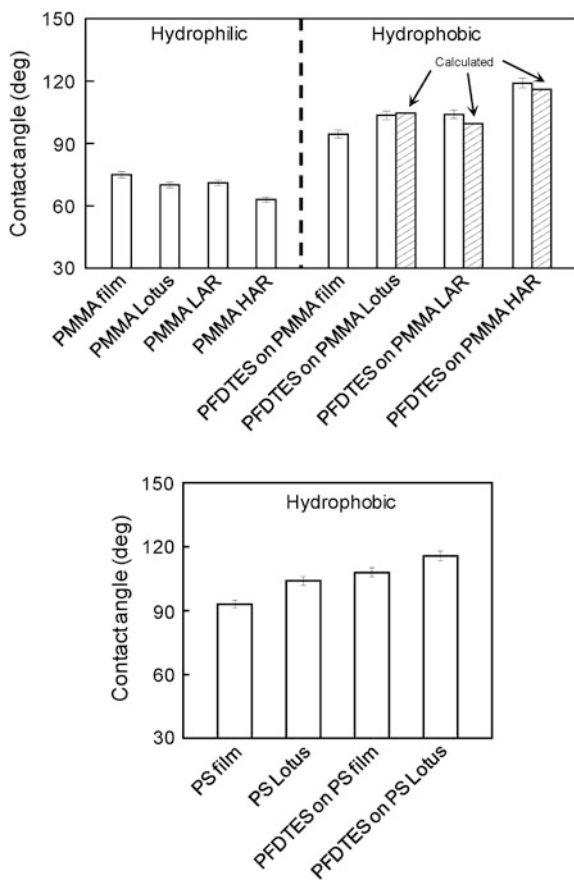 150
Hydrophilic
Hydrophobic
Calculated
120
90
60
30
Contact angle (deg)
PMMA film
PMMA Lotus
PMMA LAR
PMMA HAR
PFDTES on PMMA film
PFDTES on PMMA Lotus
PFDTES on PMMA LAR
PFDTES on PMMA HAR
150
Hydrophobic
120
90
60
30
Contact angle (deg)
PS film
PS Lotus
PFDTES on PS film
PFDTES on PS Lotus